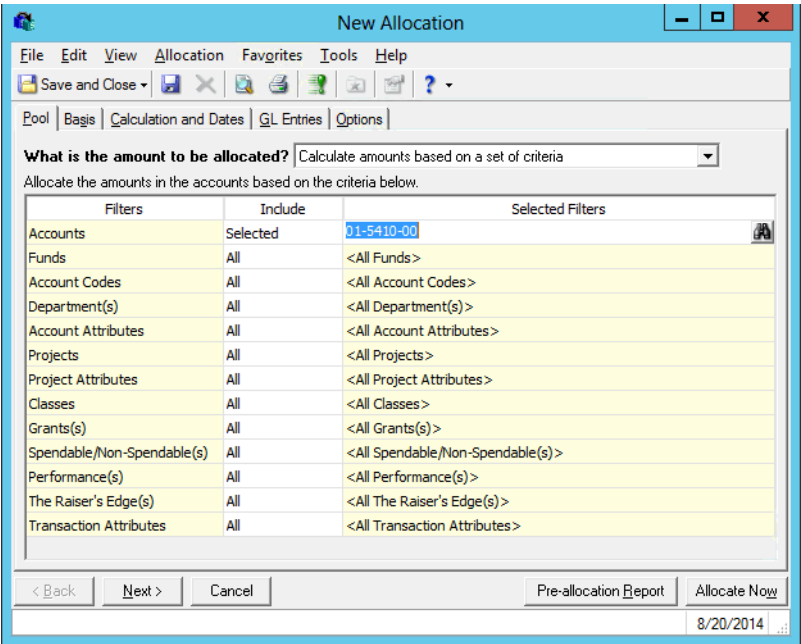 New Allocation
File Edit View Allocation Favorites Tools Help
Save and Close
Pool Basis Calculation and Dates GL Entries Options
What is the amount to be allocated? Calculate amounts based on a set of criteria
Allocate the amounts in the accounts based on the criteria below.
Filters Include Selected Filters
Accounts Selected 01-5410-00
Funds All <All Funds>
Account Codes All <All Account Codes>
Department(s) All <All Department(s)>
Account Attributes All <All Account Attributes>
Projects All <All Projects>
Project Attributes All <All Project Attributes>
Classes All <All Classes>
Grants(s) All <All Grants(s)>
Spendable/Non-Spendable(s) All <All Spendable/Non-Spendable(s)>
Performance(s) All <All Performance(s)>
The Raiser's Edge(s) All <All The Raiser's Edge(s)>
Transaction Attributes All <All Transaction Attributes>
< Back Next > Cancel Pre-allocation Report Allocate Now
8/20/2014